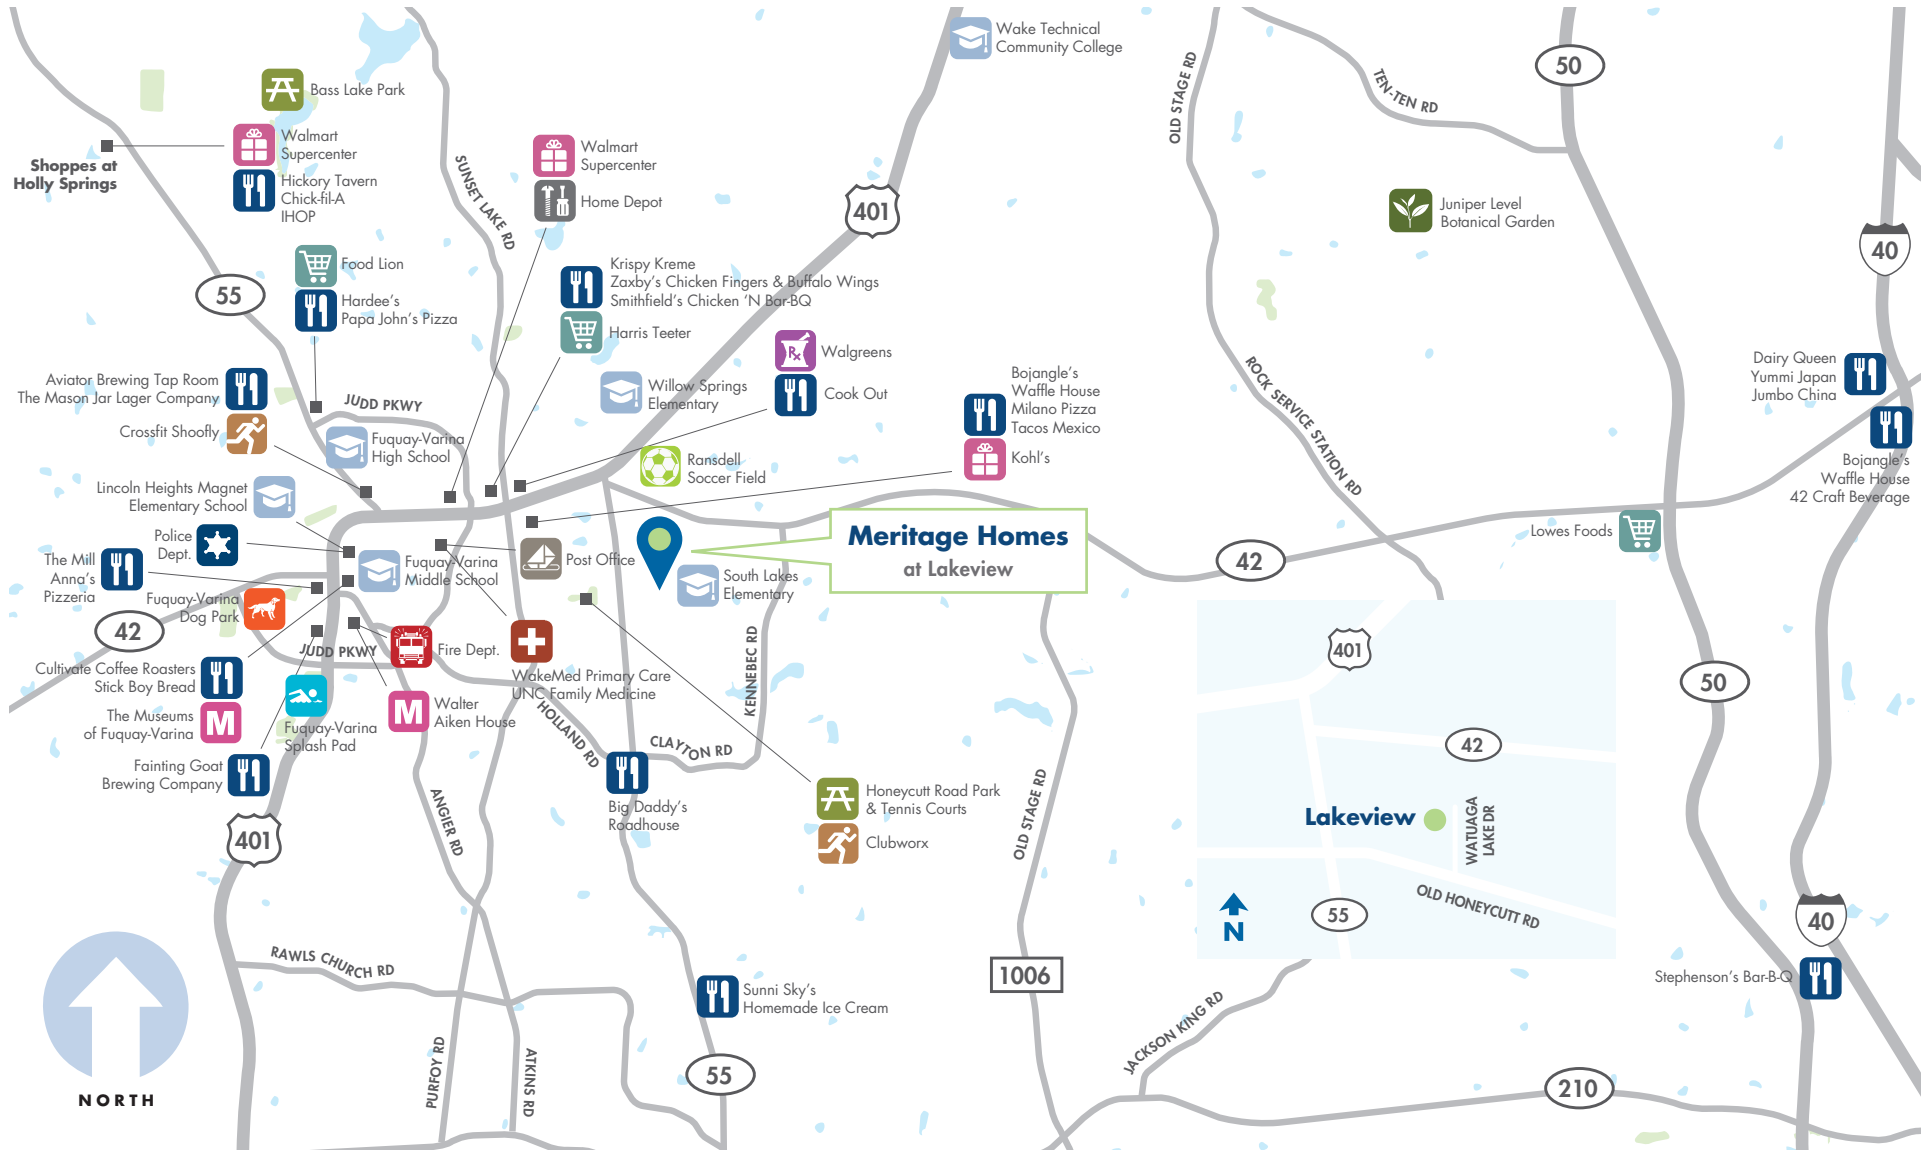 Wake Technical
Community College
50
OLD STAGE RD
TEN-TEN RD
Bass Lake Park
Walmart
Supercenter
Shoppes at
Holly Springs
Hickory Tavern
Chick-fil-A
IHOP
SUNSET LAKE RD
Walmart
Supercenter
Home Depot
401
Juniper Level
Botanical Garden
40
Food Lion
55
Hardee's
Papa John's Pizza
Krispy Kreme
Zaxby's Chicken Fingers & Buffalo Wings
Smithfield's Chicken 'N Bar-BQ
Harris Teeter
Rx
Walgreens
Cook Out
Willow Springs
Elementary
Bojangle's
Waffle House
Milano Pizza
Tacos Mexico
Kohl's
ROCK SERVICE STATION RD
Dairy Queen
Yummi Japan
Jumbo China
Bojangle's
Waffle House
42 Craft Beverage
Aviator Brewing Tap Room
The Mason Jar Lager Company
JUDD PKWY
Crossfit Shoofly
Fuquay-Varina
High School
Ransdell
Soccer Field
Lincoln Heights Magnet
Elementary School
Police
Dept.
The Mill
Anna's
Pizzeria
Fuquay-Varina
Middle School
Post Office
Meritage Homes
at Lakeview
South Lakes
Elementary
42
Lowes Foods
Fuquay-Varina
Dog Park
42
JUDD PKWY
Fire Dept.
WakeMed Primary Care
UNC Family Medicine
KENNEBEC RD
Cultivate Coffee Roasters
Stick Boy Bread
M
The Museums
of Fuquay-Varina
Fuquay-Varina
Splash Pad
M
Walter
Aiken House
HOLLAND RD
CLAYTON RD
Fainting Goat
Brewing Company
401
ANGIER RD
Big Daddy's
Roadhouse
Honeycutt Road Park
& Tennis Courts
Clubworx
OLD STAGE RD
401
42
Lakeview
WATUAGA
LAKE DR
OLD HONEYCUTT RD
55
N
50
40
Stephenson's Bar-B-Q
RAWLS CHURCH RD
Sunni Sky's
Homemade Ice Cream
1006
JACKSON KING RD
PURFOY RD
ATKINS RD
55
210
NORTH